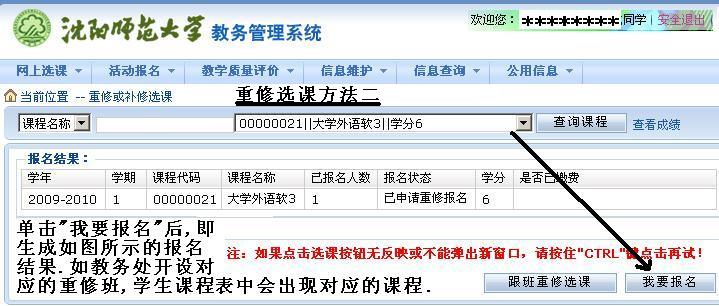 沈阳师范大学 教务管理系统
欢迎您：********同学 | 安全退出
网上选课 活动报名 教学质量评价 信息维护 信息查询 公用信息
当前位置 -- 重修或补修选课
重修选课方法二
课程名称 00000021||大学外语软3||学分6 查询课程 查看成绩
报名结果：
学年 学期 课程代码 课程名称 已报名人数 报名状态 学分 是否已缴费
2009-2010 1 00000021 大学外语软3 1 已申请重修报名 6
单击"我要报名"后,即
生成如图所示的报名
结果.如教务处开设对
应的重修班,学生课程表中会出现对应的课程.
注：如果点击选课按钮无反映或不能弹出新窗口，请按住"CTRL"键点击再试！
跟班重修选课 我要报名